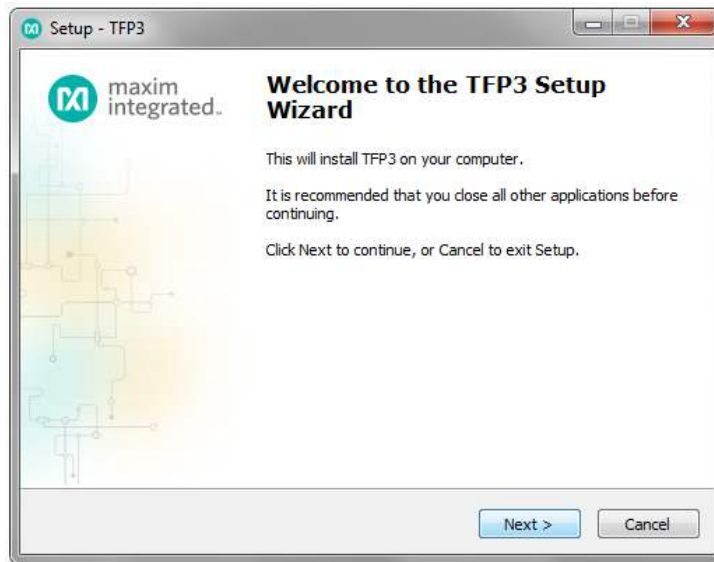 Setup - TFP3
maxim
integrated™
Welcome to the TFP3 Setup
Wizard
This will install TFP3 on your computer.
It is recommended that you close all other applications before
continuing.
Click Next to continue, or Cancel to exit Setup.
Next >
Cancel